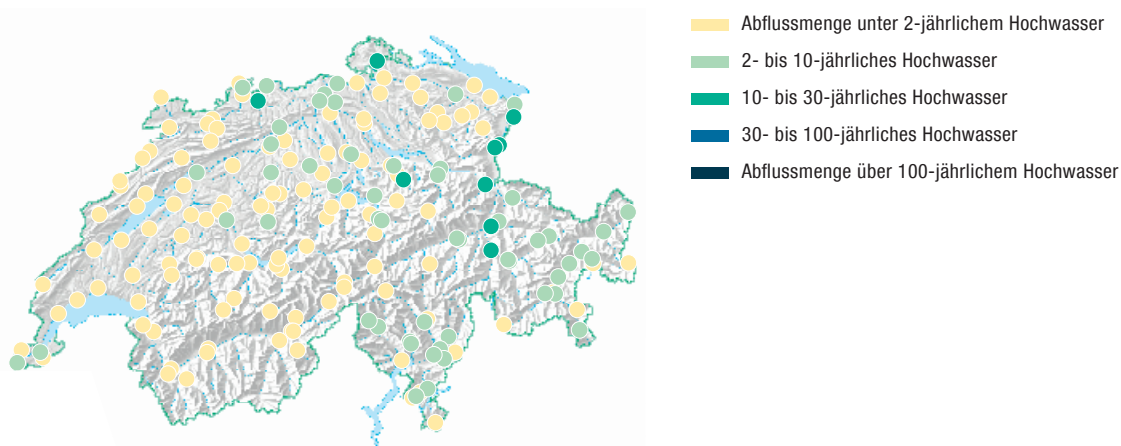 Abflussmenge unter 2-jährlichem Hochwasser
2- bis 10-jährliches Hochwasser
10- bis 30-jährliches Hochwasser
30- bis 100-jährliches Hochwasser
Abflussmenge über 100-jährlichem Hochwasser